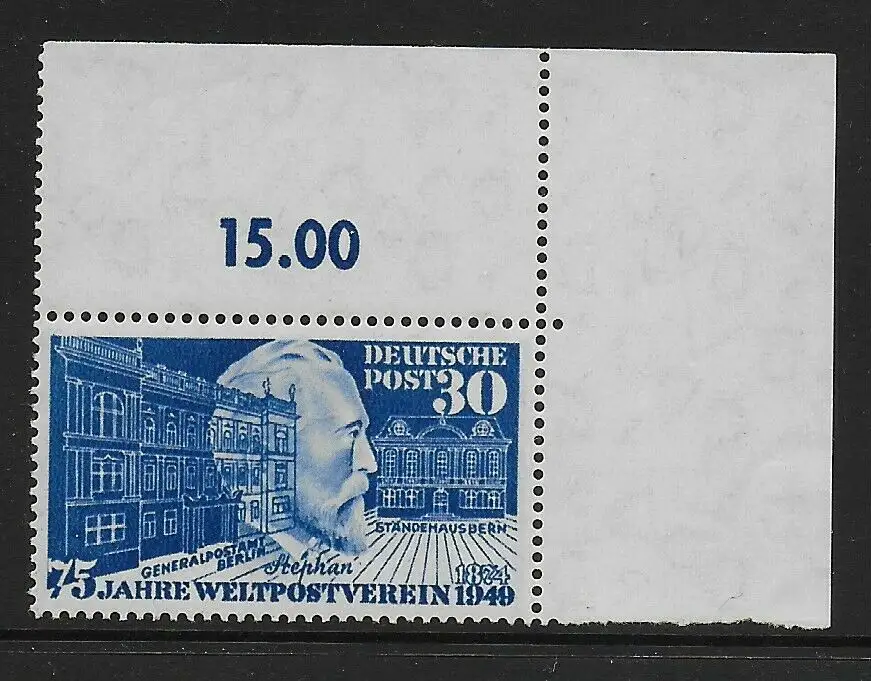 15.00
DEUTSCHE
POST 30
STÄNDEHAUS BERN
GENERALPOSTAMT
BERLIN
Stephan
1874
75 JAHRE WELTPOSTVEREIN 1949